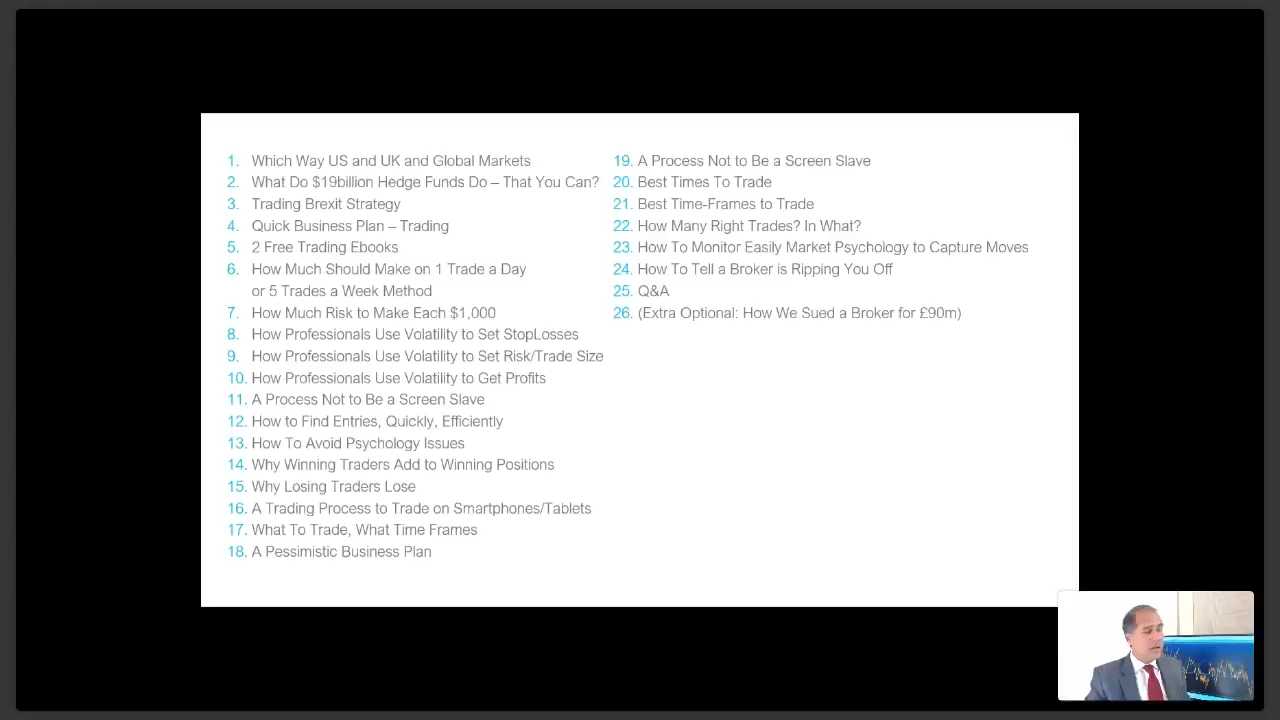 1. Which Way US and UK and Global Markets
2. What Do $19billion Hedge Funds Do – That You Can?
3. Trading Brexit Strategy
4. Quick Business Plan – Trading
5. 2 Free Trading Ebooks
6. How Much Should Make on 1 Trade a Day
or 5 Trades a Week Method
7. How Much Risk to Make Each $1,000
8. How Professionals Use Volatility to Set StopLosses
9. How Professionals Use Volatility to Set Risk/Trade Size
10. How Professionals Use Volatility to Get Profits
11. A Process Not to Be a Screen Slave
12. How to Find Entries, Quickly, Efficiently
13. How To Avoid Psychology Issues
14. Why Winning Traders Add to Winning Positions
15. Why Losing Traders Lose
16. A Trading Process to Trade on Smartphones/Tablets
17. What To Trade, What Time Frames
18. A Pessimistic Business Plan
19. A Process Not to Be a Screen Slave
20. Best Times To Trade
21. Best Time-Frames to Trade
22. How Many Right Trades? In What?
23. How To Monitor Easily Market Psychology to Capture Moves
24. How To Tell a Broker is Ripping You Off
25. Q&A
26. (Extra Optional: How We Sued a Broker for £90m)